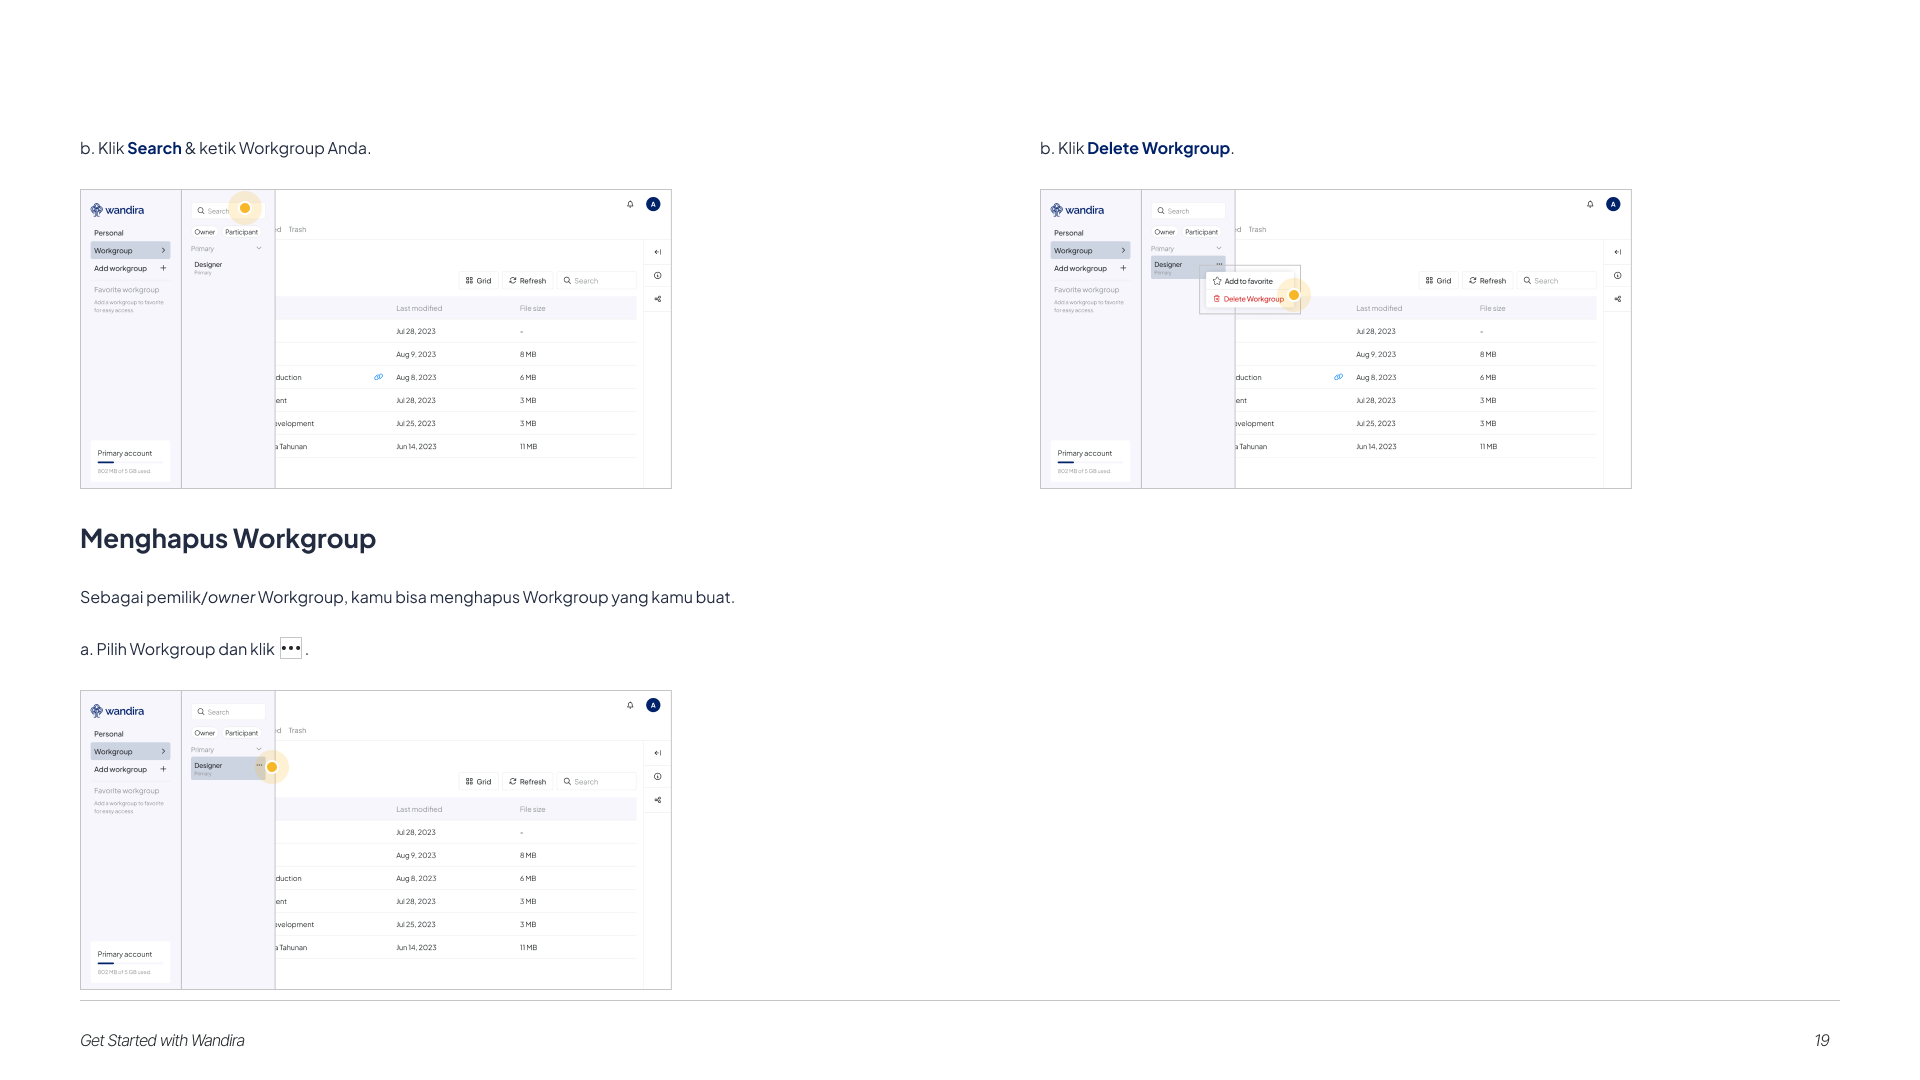 b. Klik Search & ketik Workgroup Anda.
wandira
Personal
Workgroup
Add workgroup
Favorite workgroup
Add a workgroup to favorite
for easy access
Primary account
802 MB of 5 GB used.
Search
Owner Participant
Primary
Designer
Primary
ed Trash
A
Grid Refresh Search
Last modified File size
Jul 28, 2023 -
Aug 9, 2023 8 MB
duction Aug 8, 2023 6 MB
ent Jul 28, 2023 3 MB
evelopment Jul 25, 2023 3 MB
a Tahunan Jun 14, 2023 11 MB
Menghapus Workgroup
Sebagai pemilik/owner Workgroup, kamu bisa menghapus Workgroup yang kamu buat.
a. Pilih Workgroup dan klik ••• .
wandira
Personal
Workgroup
Add workgroup
Favorite workgroup
Add a workgroup to favorite
for easy access
Primary account
802 MB of 5 GB used.
Search
Owner Participant
Primary
Designer
Primary
ed Trash
A
Grid Refresh Search
Last modified File size
Jul 28, 2023 -
Aug 9, 2023 8 MB
duction Aug 8, 2023 6 MB
ent Jul 28, 2023 3 MB
evelopment Jul 25, 2023 3 MB
a Tahunan Jun 14, 2023 11 MB
b. Klik Delete Workgroup.
wandira
Personal
Workgroup
Add workgroup
Favorite workgroup
Add a workgroup to favorite
for easy access
Primary account
802 MB of 5 GB used.
Search
Owner Participant
Primary
Designer
Primary
Add to favorite
Delete Workgroup
ed Trash
A
Grid Refresh Search
Last modified File size
Jul 28, 2023 -
Aug 9, 2023 8 MB
duction Aug 8, 2023 6 MB
ent Jul 28, 2023 3 MB
evelopment Jul 25, 2023 3 MB
a Tahunan Jun 14, 2023 11 MB
Get Started with Wandira
19